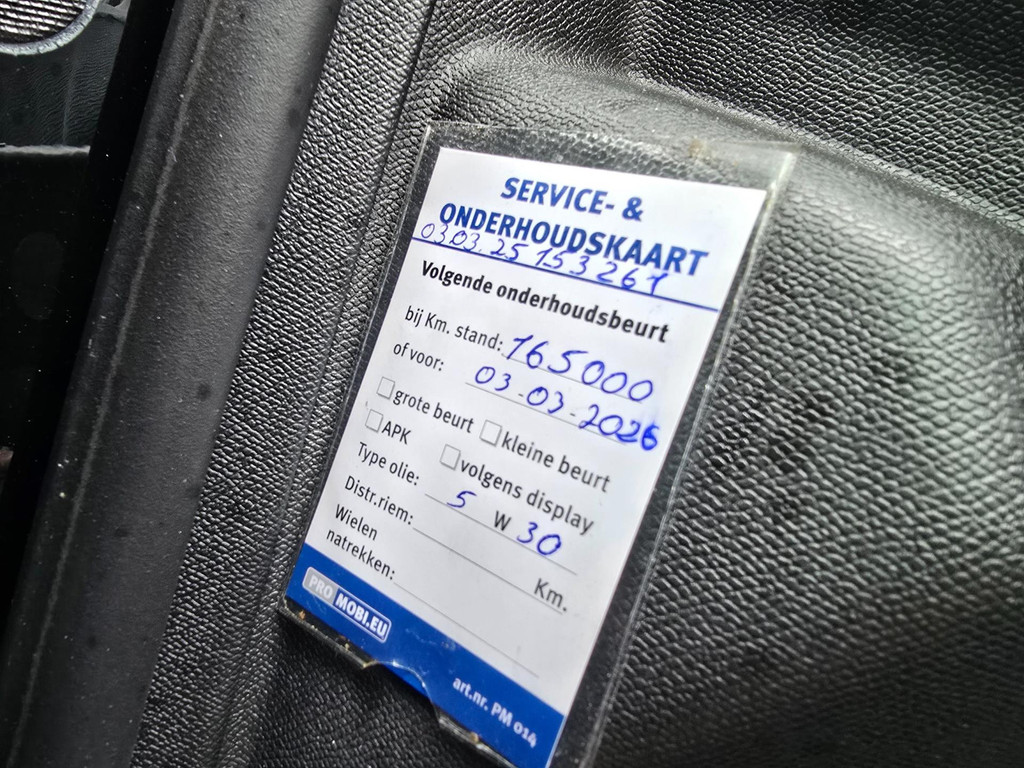 SERVICE- &
ONDERHOUDSKAART
03.03.25 153261
Volgende onderhoudsbeurt
bij Km. stand: 165000
of voor: 03-03-2026
grote beurt kleine beurt
APK volgens display
Type olie: 5 W 30
Distr.riem: Km.
Wielen
natrekken:
PRO MOBI.EU
art.nr. PM 014